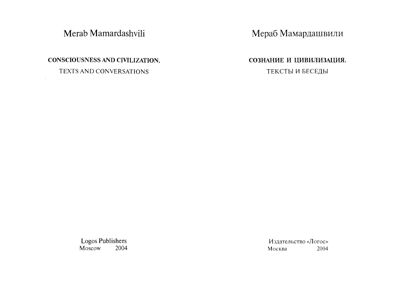 Merab Mamardashvili
CONSCIOUSNESS AND CIVILIZATION.
TEXTS AND CONVERSATIONS
Logos Publishers
Moscow 2004
Мераб Мамардашвили
СОЗНАНИЕ И ЦИВИЛИЗАЦИЯ.
ТЕКСТЫ И БЕСЕДЫ
Издательство «Логос»
Москва 2004